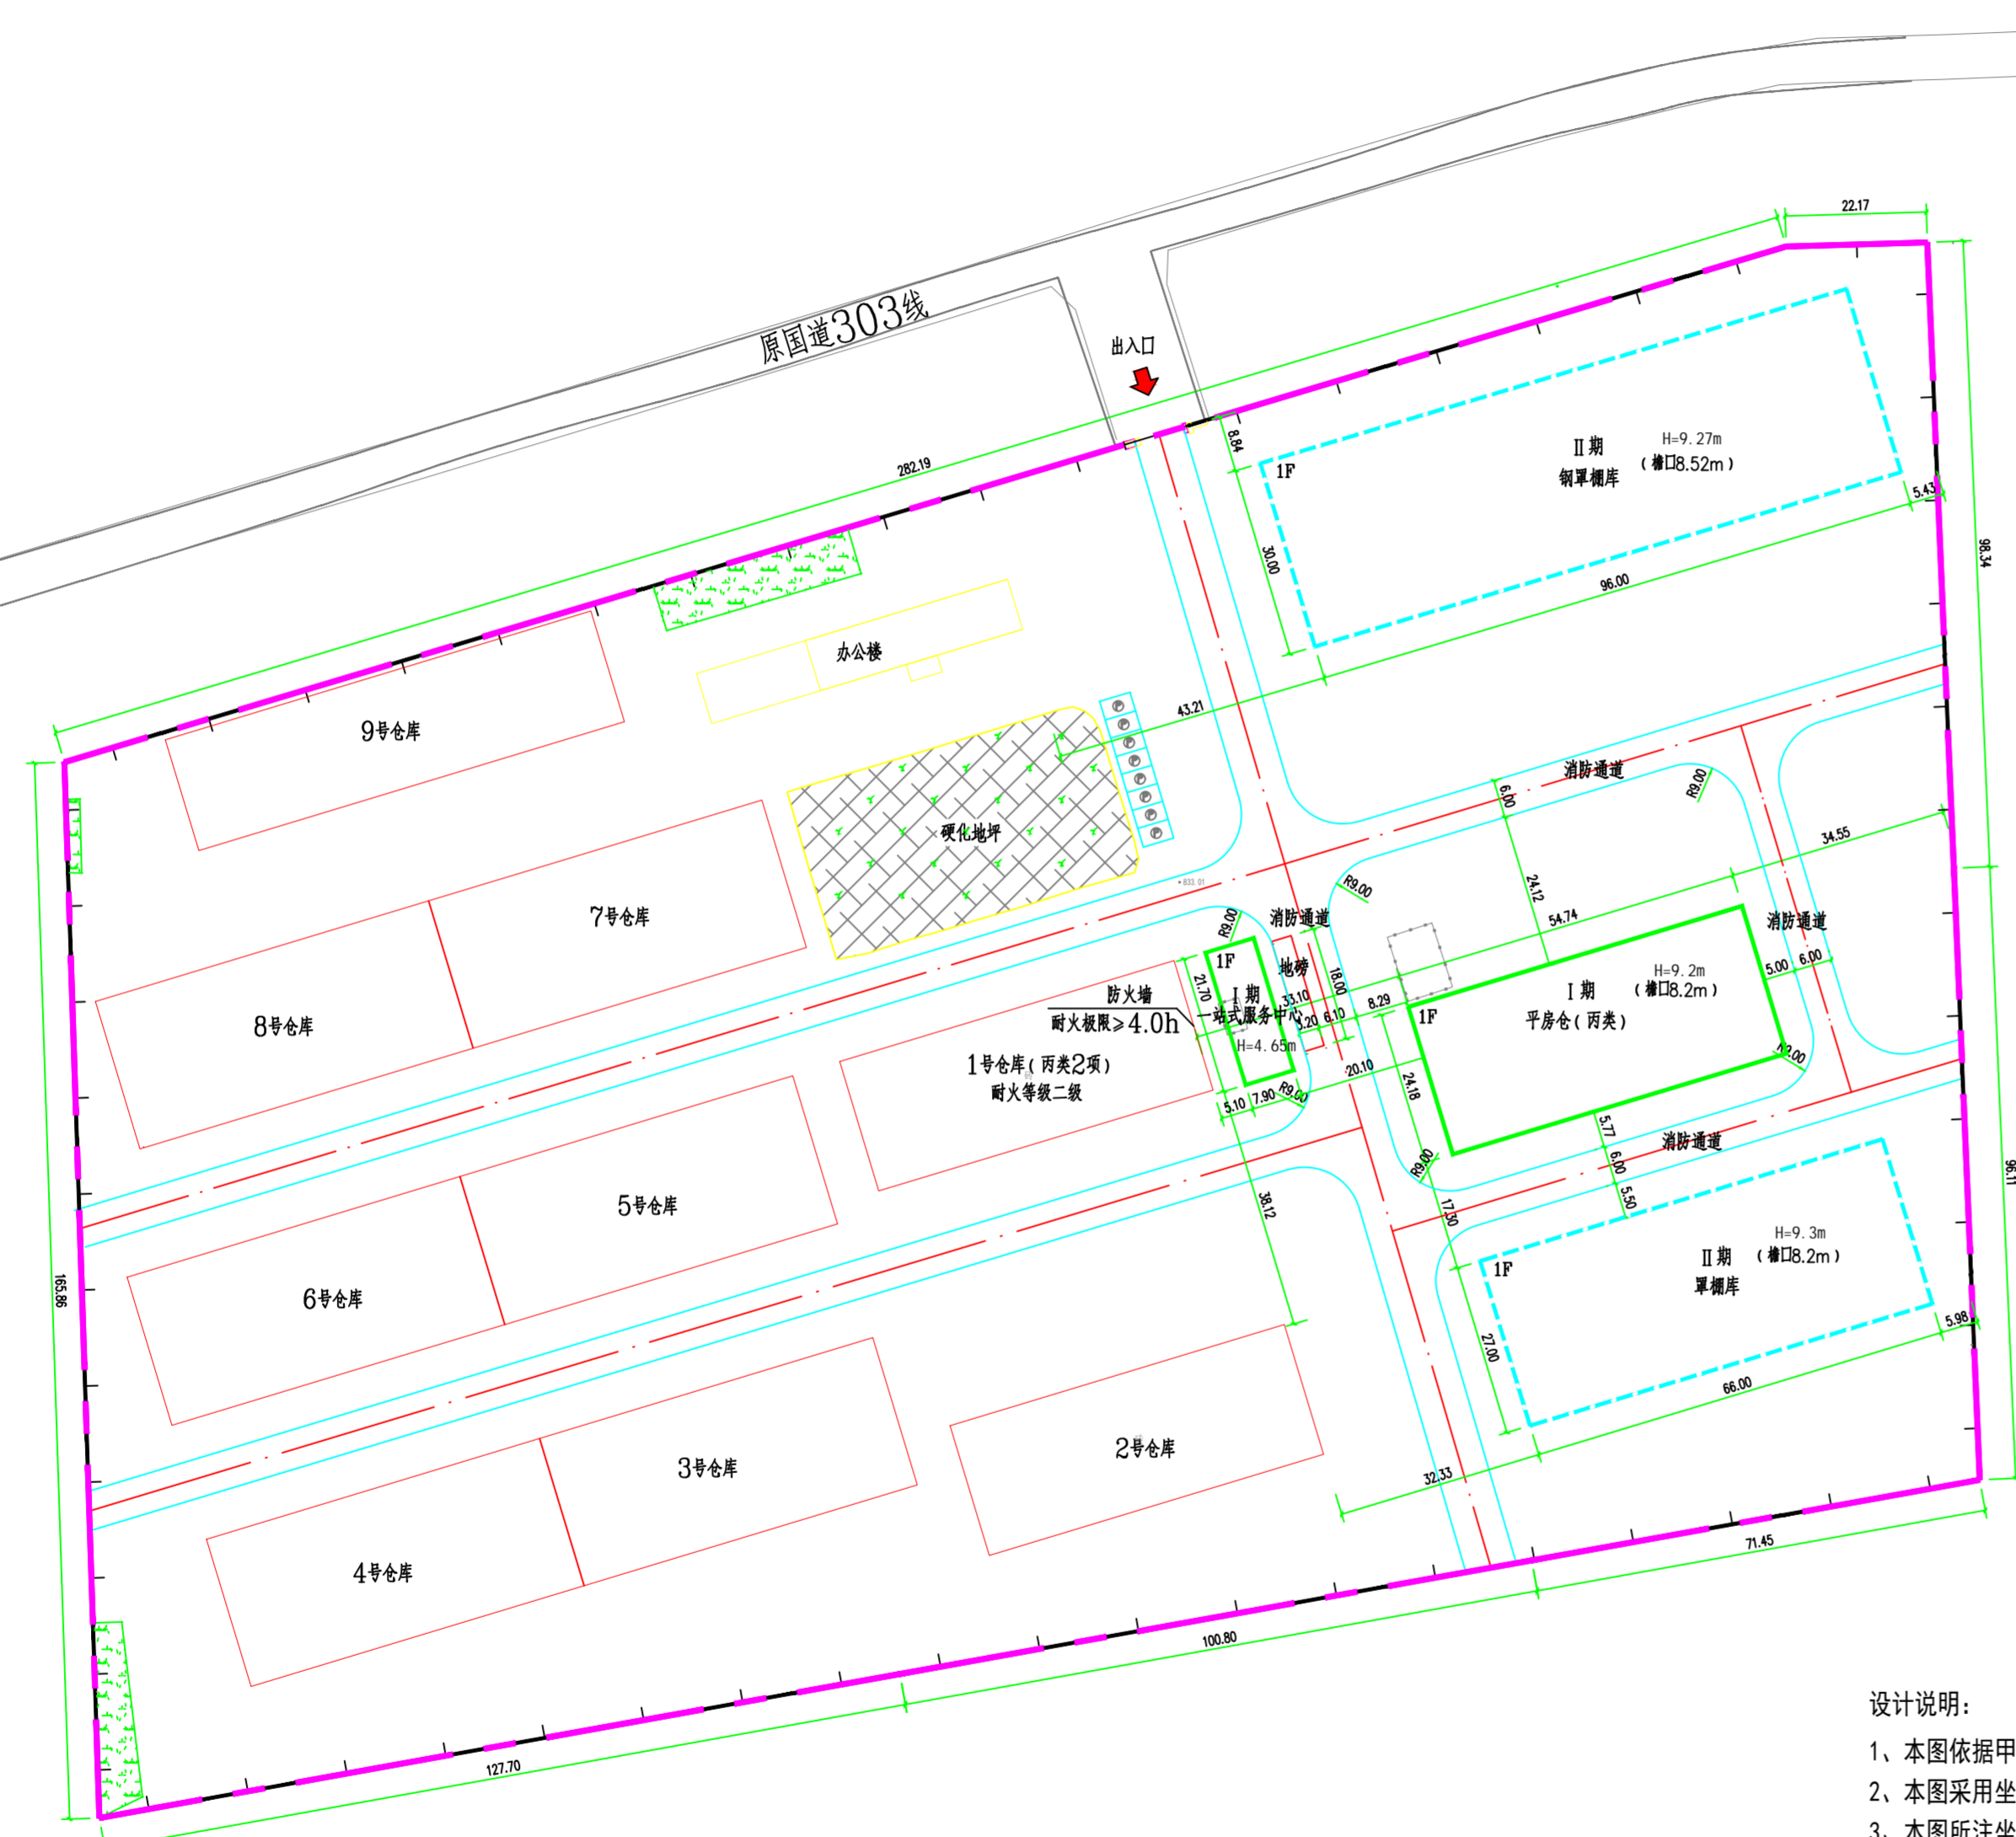 22.17
原国道303线
出入口
282.19
8.84
1F
Ⅱ期
H=9.27m
钢罩棚库
(檐口8.52m)
5.43
98.34
30.00
96.00
办公楼
9号仓库
43.21
硬化地坪
6.00
消防通道
R9.00
34.55
833.01
R9.00
24.12
54.74
7号仓库
R9.00
消防通道
消防通道
1F
地磅
21.70
18.00
Ⅰ期
33.10
5.00
6.00
H=9.2m
Ⅰ期
(檐口8.2m)
平房仓(丙类)
防火墙
耐火极限≥4.0h
一站式服务中心
3.20
6.10
8.29
1F
8号仓库
H=4.65m
1号仓库(丙类2项)
耐火等级二级
20.10
R9.00
24.18
5.10
7.90
R9.00
5.77
消防通道
6.00
5.50
R9.00
96.11
5号仓库
38.12
17.30
H=9.3m
Ⅱ期
(檐口8.2m)
罩棚库
1F
6号仓库
165.86
27.00
5.98
66.00
2号仓库
3号仓库
32.33
4号仓库
71.45
100.80
127.70
设计说明:
1、本图依据甲
2、本图采用坐
3、本图所注坐